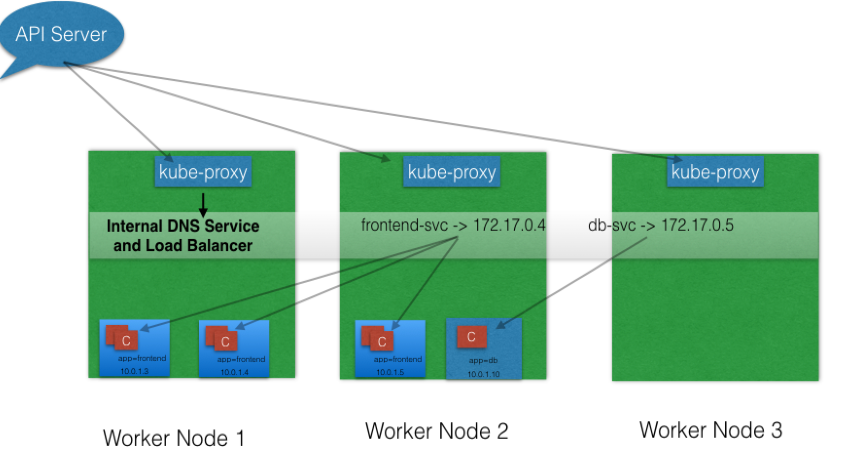 API Server
kube-proxy
kube-proxy
kube-proxy
Internal DNS Service
and Load Balancer
frontend-svc -> 172.17.0.4
db-svc -> 172.17.0.5
C
app=frontend
10.0.1.3
C
app=frontend
10.0.1.4
C
app=frontend
10.0.1.5
C
app=db
10.0.1.10
Worker Node 1
Worker Node 2
Worker Node 3